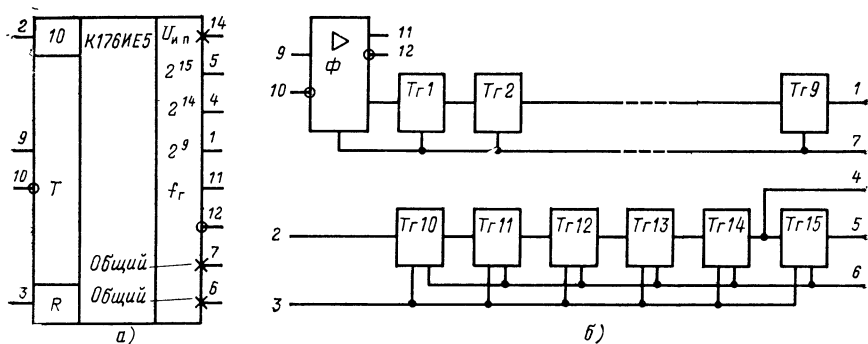 2 10 К176ИЕ5 Uип 14
2¹⁵ 5
2¹⁴ 4
9 2⁹ 1
10 T fг 11
12
Общий 7
3 R Общий 6
а)
9 ▷ 11
Ф 12
10 Тг1 Тг2 Тг9 1
7
4
2 Тг10 Тг11 Тг12 Тг13 Тг14 Тг15 5
6
3
б)